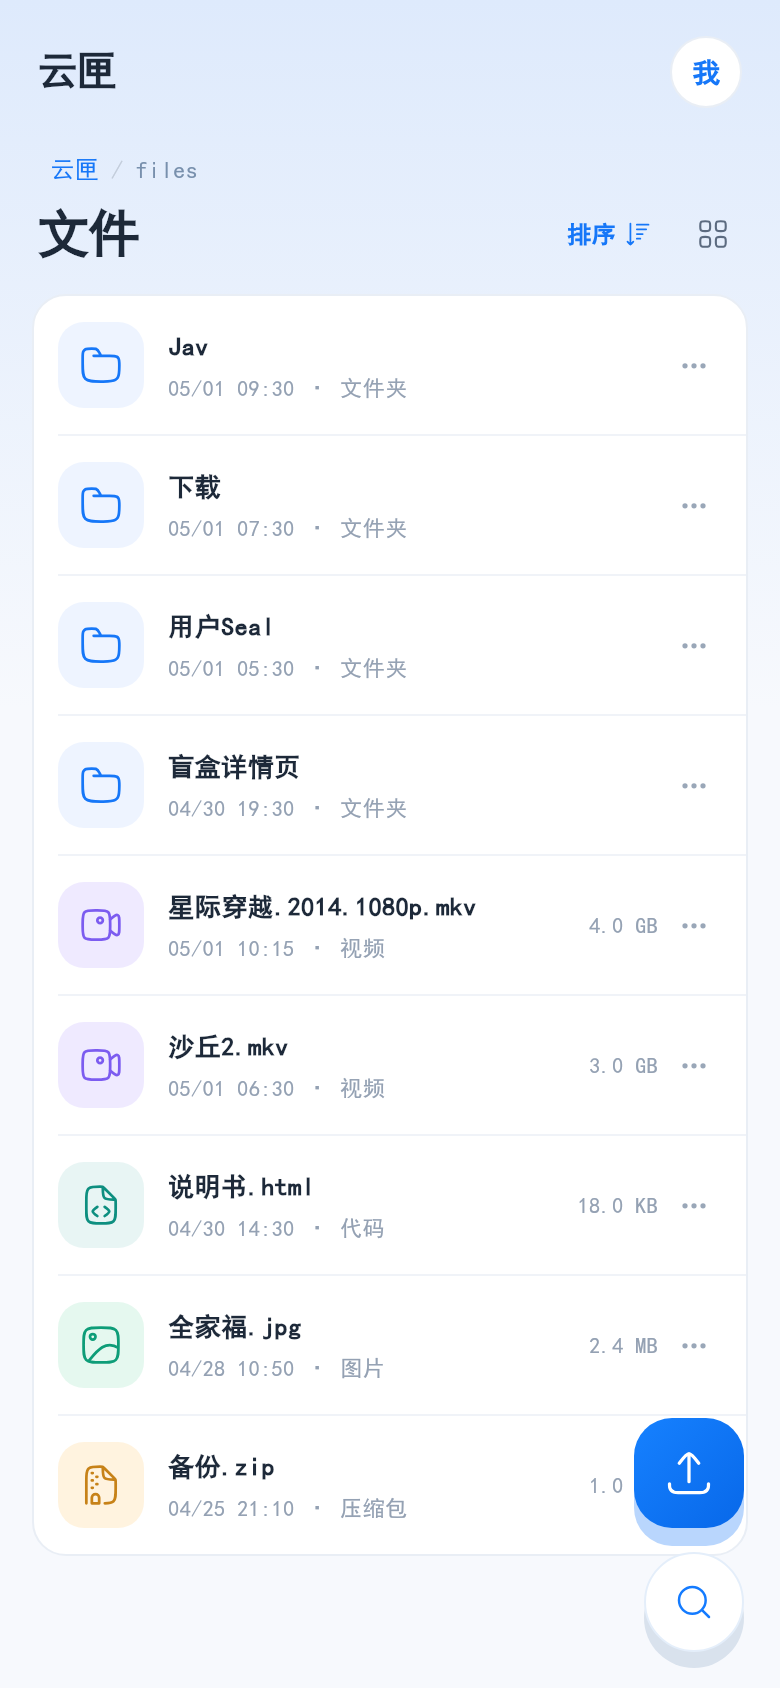 云匣
我
云匣 / files
文件
排序
Jav
05/01 09:30 · 文件夹
下载
05/01 07:30 · 文件夹
用户Seal
05/01 05:30 · 文件夹
盲盒详情页
04/30 19:30 · 文件夹
星际穿越.2014.1080p.mkv
05/01 10:15 · 视频
4.0 GB
沙丘2.mkv
05/01 06:30 · 视频
3.0 GB
说明书.html
04/30 14:30 · 代码
18.0 KB
全家福.jpg
04/28 10:50 · 图片
2.4 MB
备份.zip
04/25 21:10 · 压缩包
1.0